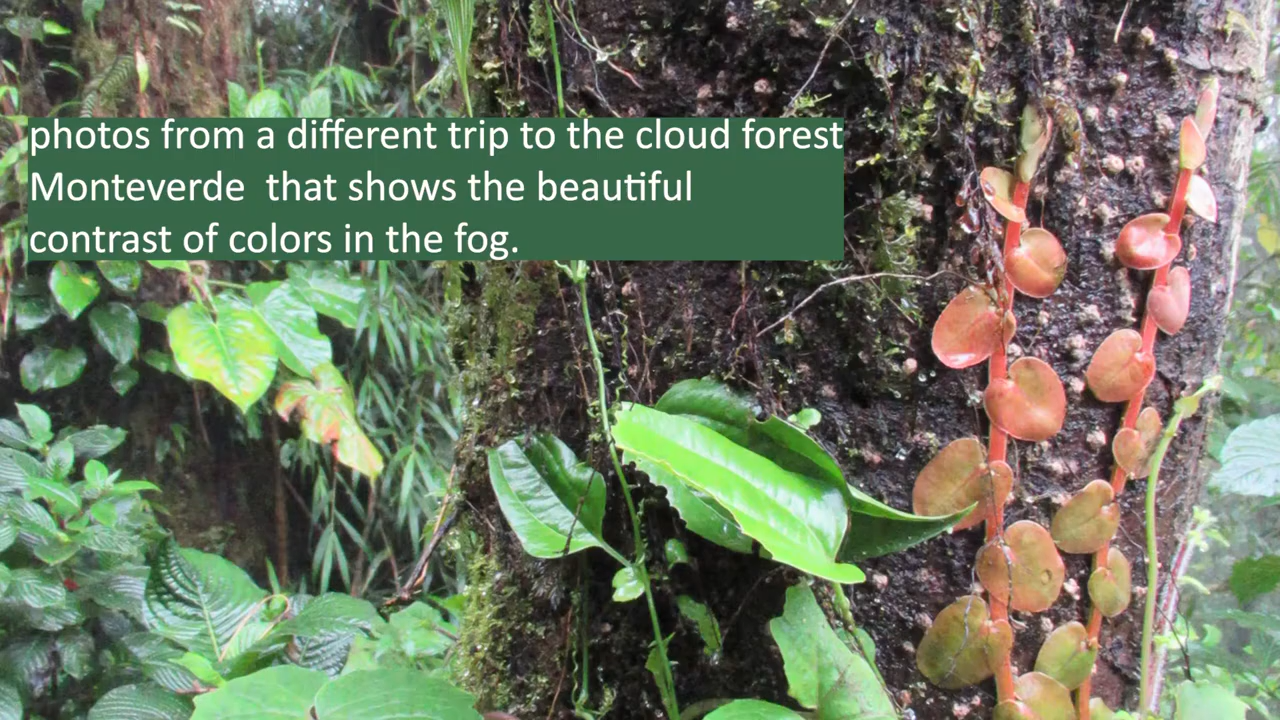 photos from a different trip to the cloud forest
Monteverde  that shows the beautiful
contrast of colors in the fog.